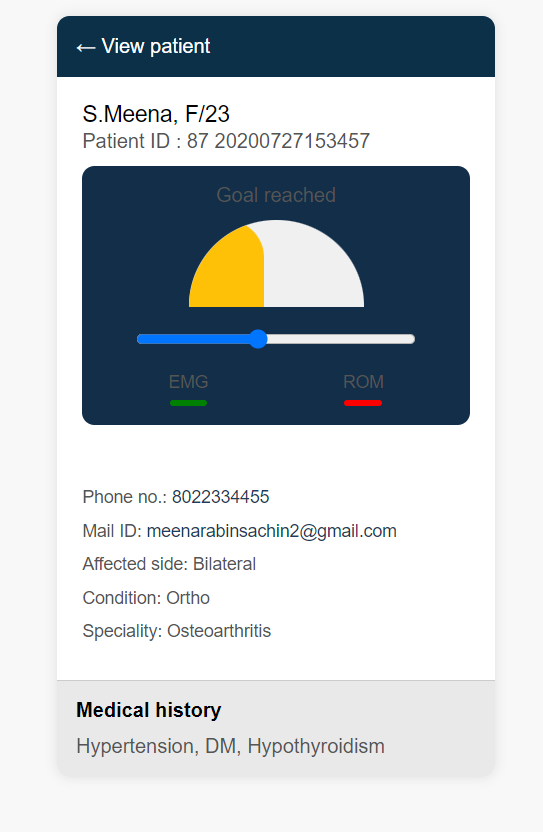 ← View patient
S.Meena, F/23
Patient ID : 87 20200727153457
Goal reached
EMG ROM
Phone no.: 8022334455
Mail ID: meenarabinsachin2@gmail.com
Affected side: Bilateral
Condition: Ortho
Speciality: Osteoarthritis
Medical history
Hypertension, DM, Hypothyroidism